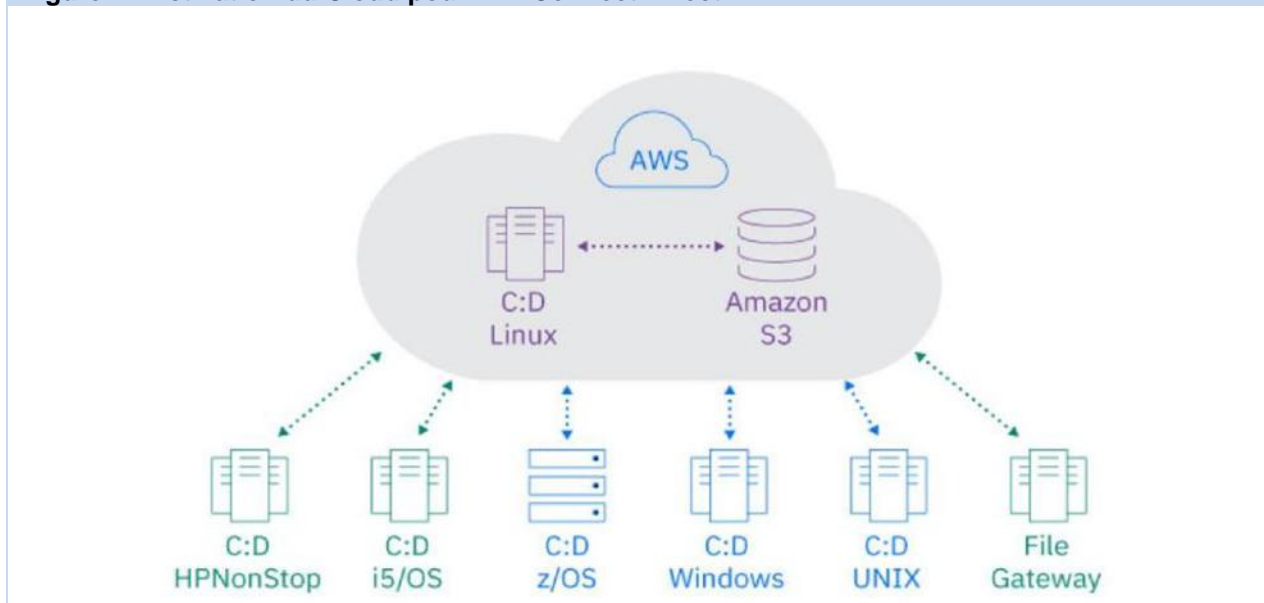 AWS
C:D
Linux
Amazon
S3
C:D
HPNonStop
C:D
i5/OS
C:D
z/OS
C:D
Windows
C:D
UNIX
File
Gateway